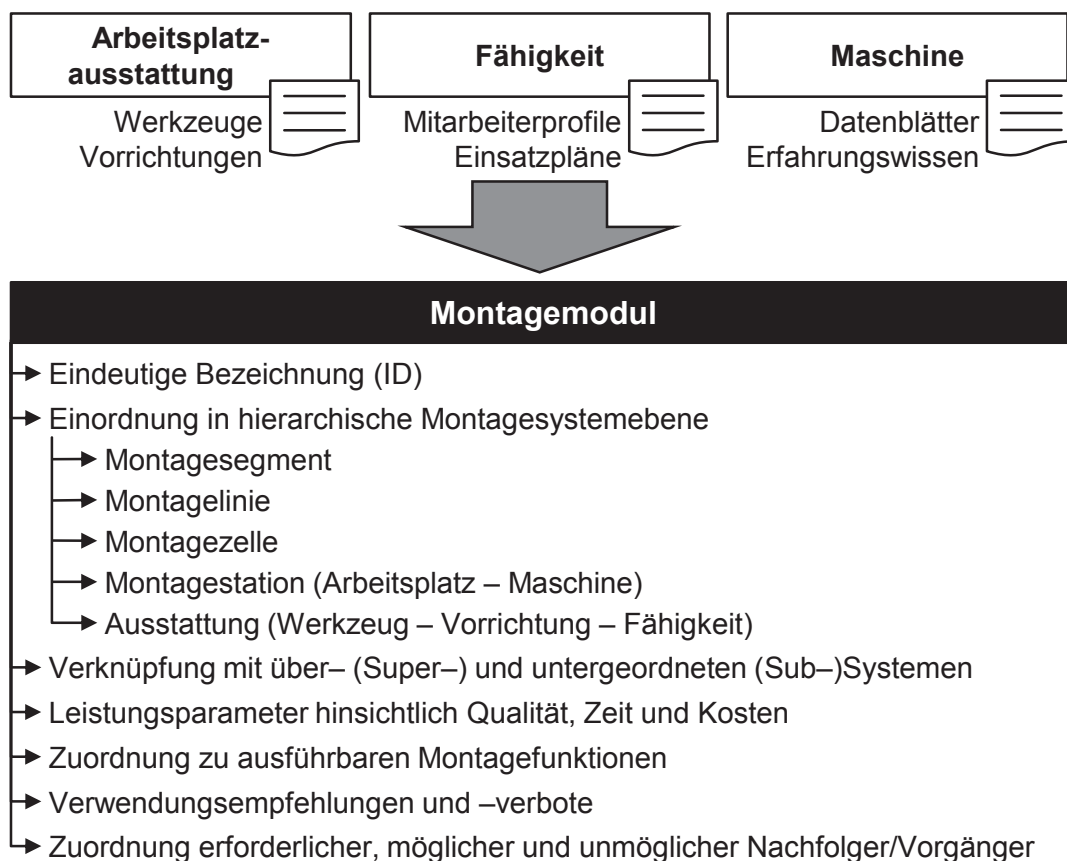 Arbeitsplatz-
ausstattung
Werkzeuge
Vorrichtungen
Fähigkeit
Mitarbeiterprofile
Einsatzpläne
Maschine
Datenblätter
Erfahrungswissen
Montagemodul
Eindeutige Bezeichnung (ID)
Einordnung in hierarchische Montagesystemebene
Montagesegment
Montagelinie
Montagezelle
Montagestation (Arbeitsplatz – Maschine)
Ausstattung (Werkzeug – Vorrichtung – Fähigkeit)
Verknüpfung mit über– (Super–) und untergeordneten (Sub–)Systemen
Leistungsparameter hinsichtlich Qualität, Zeit und Kosten
Zuordnung zu ausführbaren Montagefunktionen
Verwendungsempfehlungen und –verbote
Zuordnung erforderlicher, möglicher und unmöglicher Nachfolger/Vorgänger